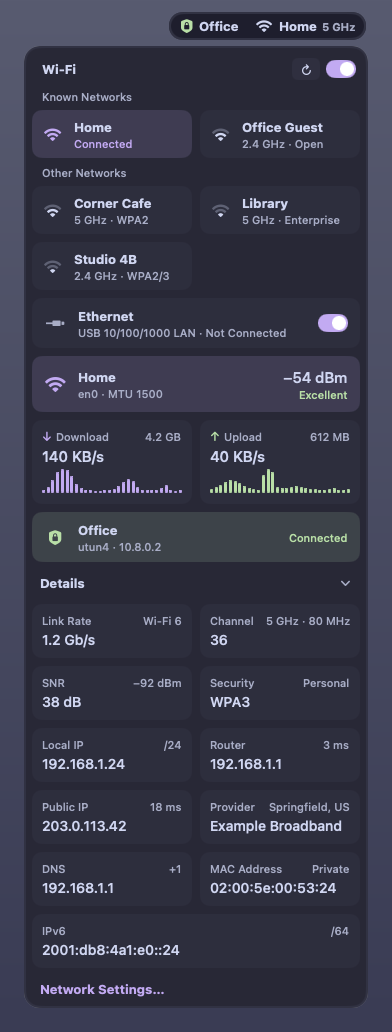 Office Home 5 GHz
Wi-Fi
Known Networks
Home
Connected
Office Guest
2.4 GHz · Open
Other Networks
Corner Cafe
5 GHz · WPA2
Library
5 GHz · Enterprise
Studio 4B
2.4 GHz · WPA2/3
Ethernet
USB 10/100/1000 LAN · Not Connected
Home
en0 · MTU 1500
−54 dBm
Excellent
↓ Download 4.2 GB
140 KB/s
↑ Upload 612 MB
40 KB/s
Office
utun4 · 10.8.0.2
Connected
Details
Link Rate Wi-Fi 6
1.2 Gb/s
Channel 5 GHz · 80 MHz
36
SNR −92 dBm
38 dB
Security Personal
WPA3
Local IP /24
192.168.1.24
Router 3 ms
192.168.1.1
Public IP 18 ms
203.0.113.42
Provider Springfield, US
Example Broadband
DNS +1
192.168.1.1
MAC Address Private
02:00:5e:00:53:24
IPv6 /64
2001:db8:4a1:e0::24
Network Settings...